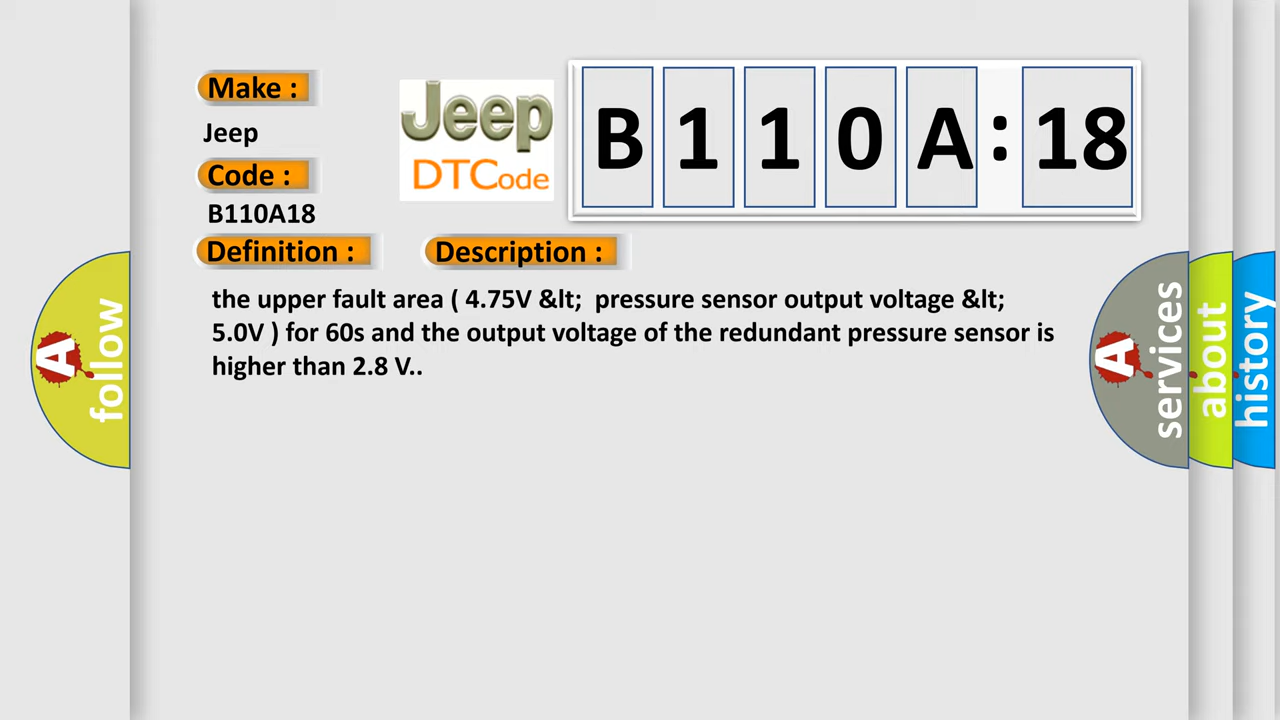 Make :
Jeep
Code :
B110A18
Jeep
DTCode
B 1 1 0 A : 18
Definition :
Description :
the upper fault area ( 4.75V &lt;  pressure sensor output voltage &lt;
5.0V ) for 60s and the output voltage of the redundant pressure sensor is
higher than 2.8 V..
A follow
A services
about
history